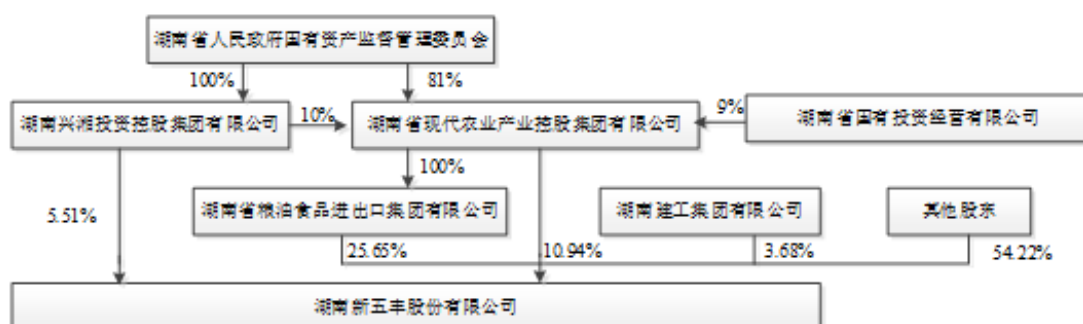 湖南省人民政府国有资产监督管理委员会
100%
81%
湖南兴湘投资控股集团有限公司
10%
湖南省现代农业产业控股集团有限公司
9%
湖南省国有投资经营有限公司
100%
5.51%
湖南省粮油食品进出口集团有限公司
湖南建工集团有限公司
其他股东
25.65%
10.94%
3.68%
54.22%
湖南新五丰股份有限公司